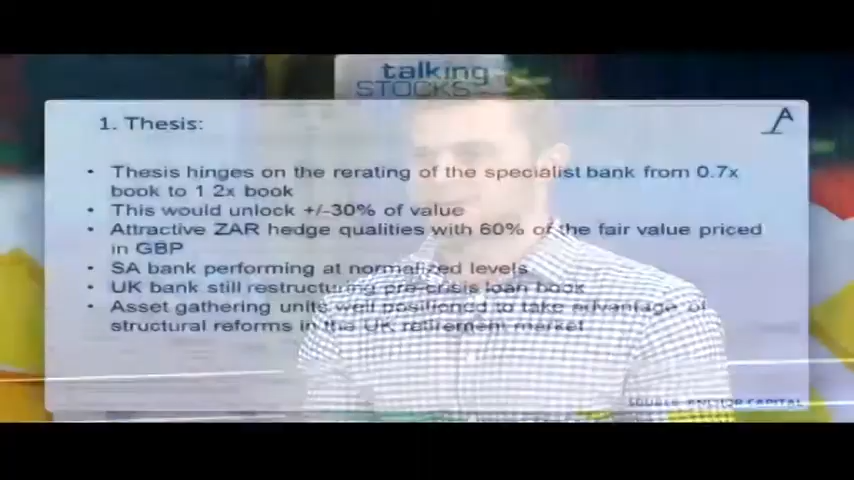 talking
STOCKS
1. Thesis:
A
• Thesis hinges on the rerating of the specialist bank from 0.7x
book to 1.2x book
• This would unlock +/-30% of value
• Attractive ZAR hedge qualities with 60% of the fair value priced
in GBP
• SA bank performing at normalized levels
• UK bank still restructuring pre-crisis loan book
• Asset gathering units well positioned to take advantage of
structural reforms in the UK retirement market
SOURCE: ANCHOR CAPITAL